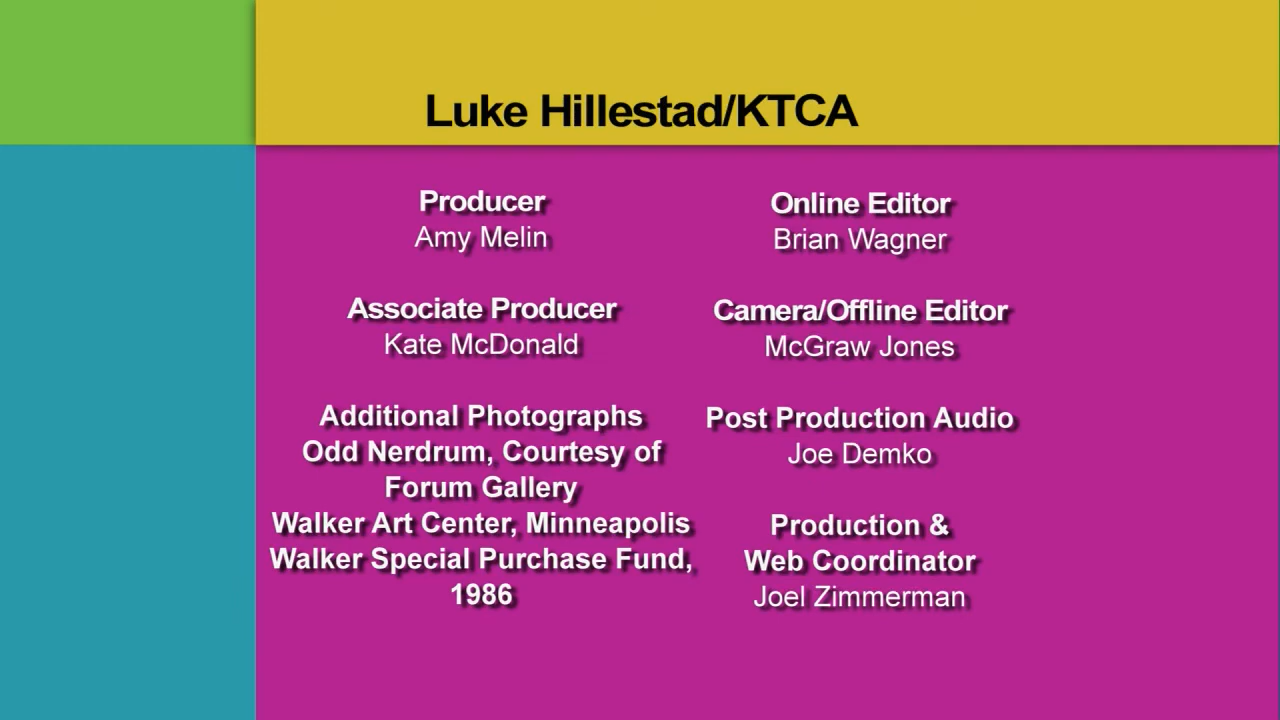 Luke Hillestad/KTCA
Producer
Amy Melin
Associate Producer
Kate McDonald
Additional Photographs
Odd Nerdrum, Courtesy of
Forum Gallery
Walker Art Center, Minneapolis
Walker Special Purchase Fund,
1986
Online Editor
Brian Wagner
Camera/Offline Editor
McGraw Jones
Post Production Audio
Joe Demko
Production &
Web Coordinator
Joel Zimmerman